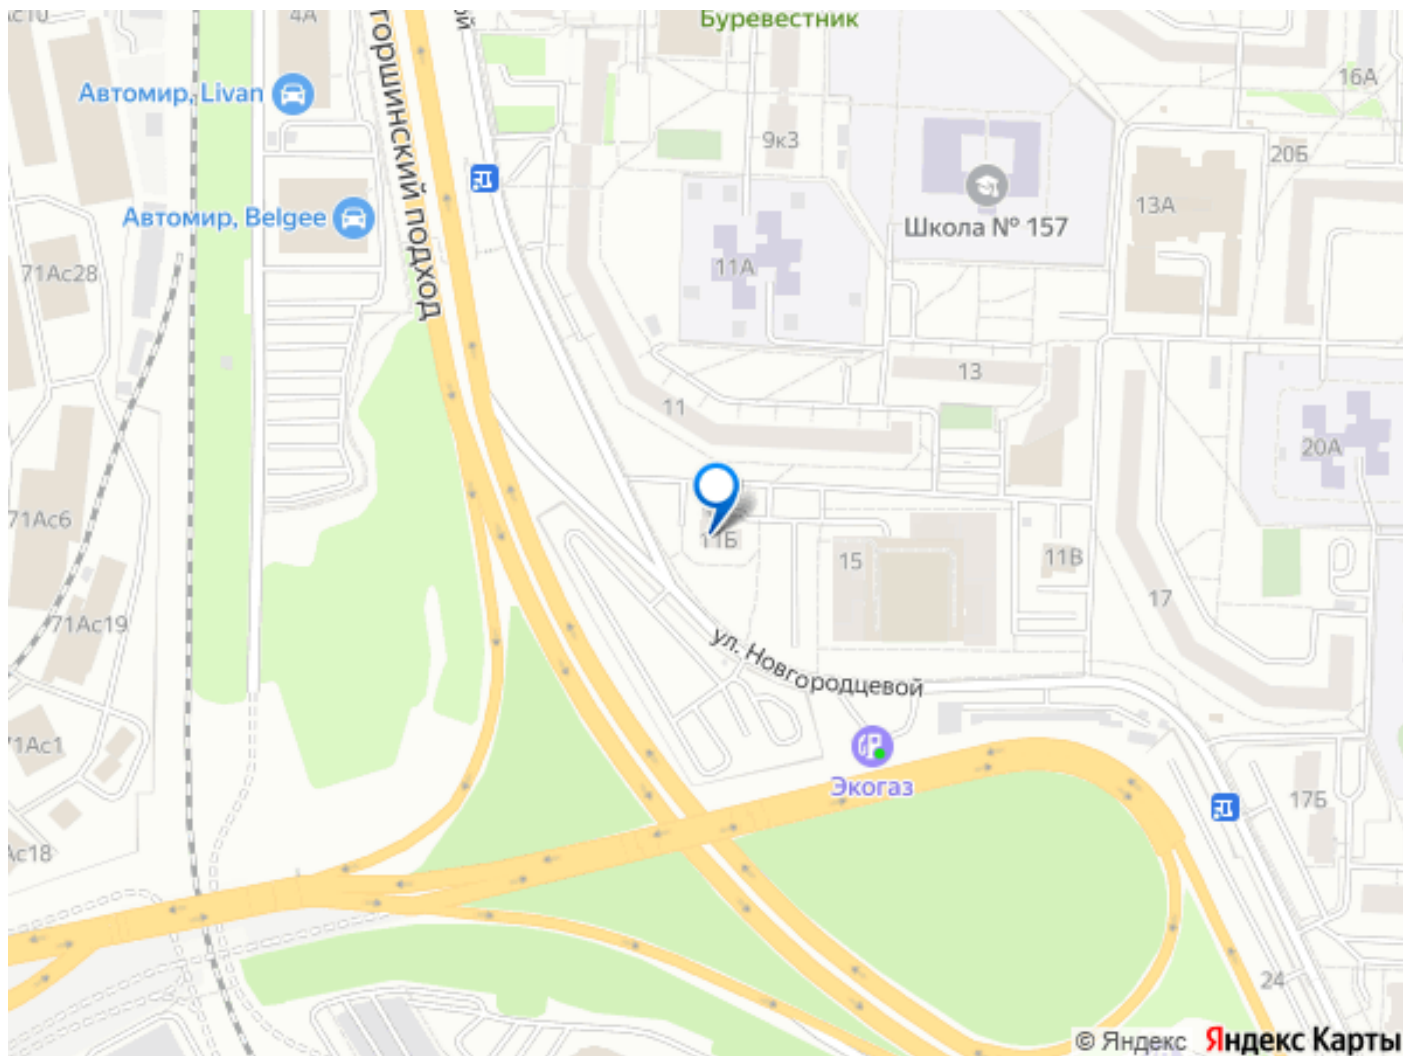 4А
Буревестник
16А
Автомир, Livan
9к3
20Б
Автомир, Belgee
Школа № 157
13А
11А
71Ас28
горшинский подход
13
11
20А
71Ас6
11Б
15
11В
17
71Ас19
ул. Новгородцевой
71Ас1
Экогаз
17Б
Ас18
24
© Яндекс Яндекс Карты